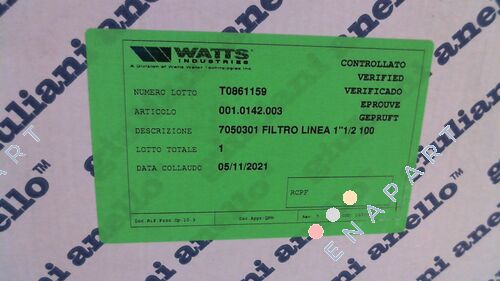 WATTS
INDUSTRIES
A Division of Watts Water Technologies Inc.
CONTROLLATO
VERIFIED
VERIFICADO
EPROUVE
GEPRUFT
NUMERO LOTTO T0861159
ARTICOLO 001.0142.003
DESCRIZIONE 7050301 FILTRO LINEA 1"1/2 100
LOTTO TOTALE 1
DATA COLLAUDO 05/11/2021
RCPF
ENAPART
giuliani anello